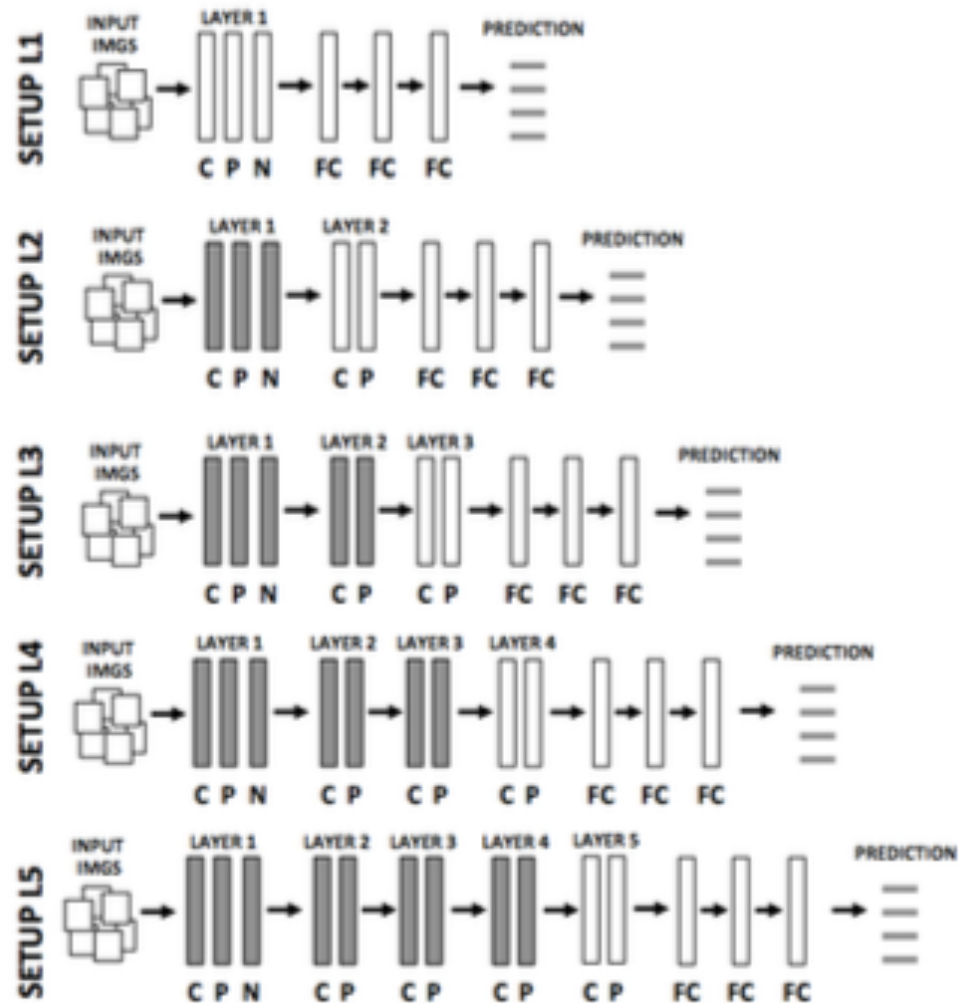 SETUP L1
INPUT IMGS
LAYER 1
PREDICTION
C P N FC FC FC
SETUP L2
INPUT IMGS
LAYER 1 LAYER 2
PREDICTION
C P N C P FC FC FC
SETUP L3
INPUT IMGS
LAYER 1 LAYER 2 LAYER 3
PREDICTION
C P N C P C P FC FC FC
SETUP L4
INPUT IMGS
LAYER 1 LAYER 2 LAYER 3 LAYER 4
PREDICTION
C P N C P C P C P FC FC FC
SETUP L5
INPUT IMGS
LAYER 1 LAYER 2 LAYER 3 LAYER 4 LAYER 5
PREDICTION
C P N C P C P C P C P FC FC FC